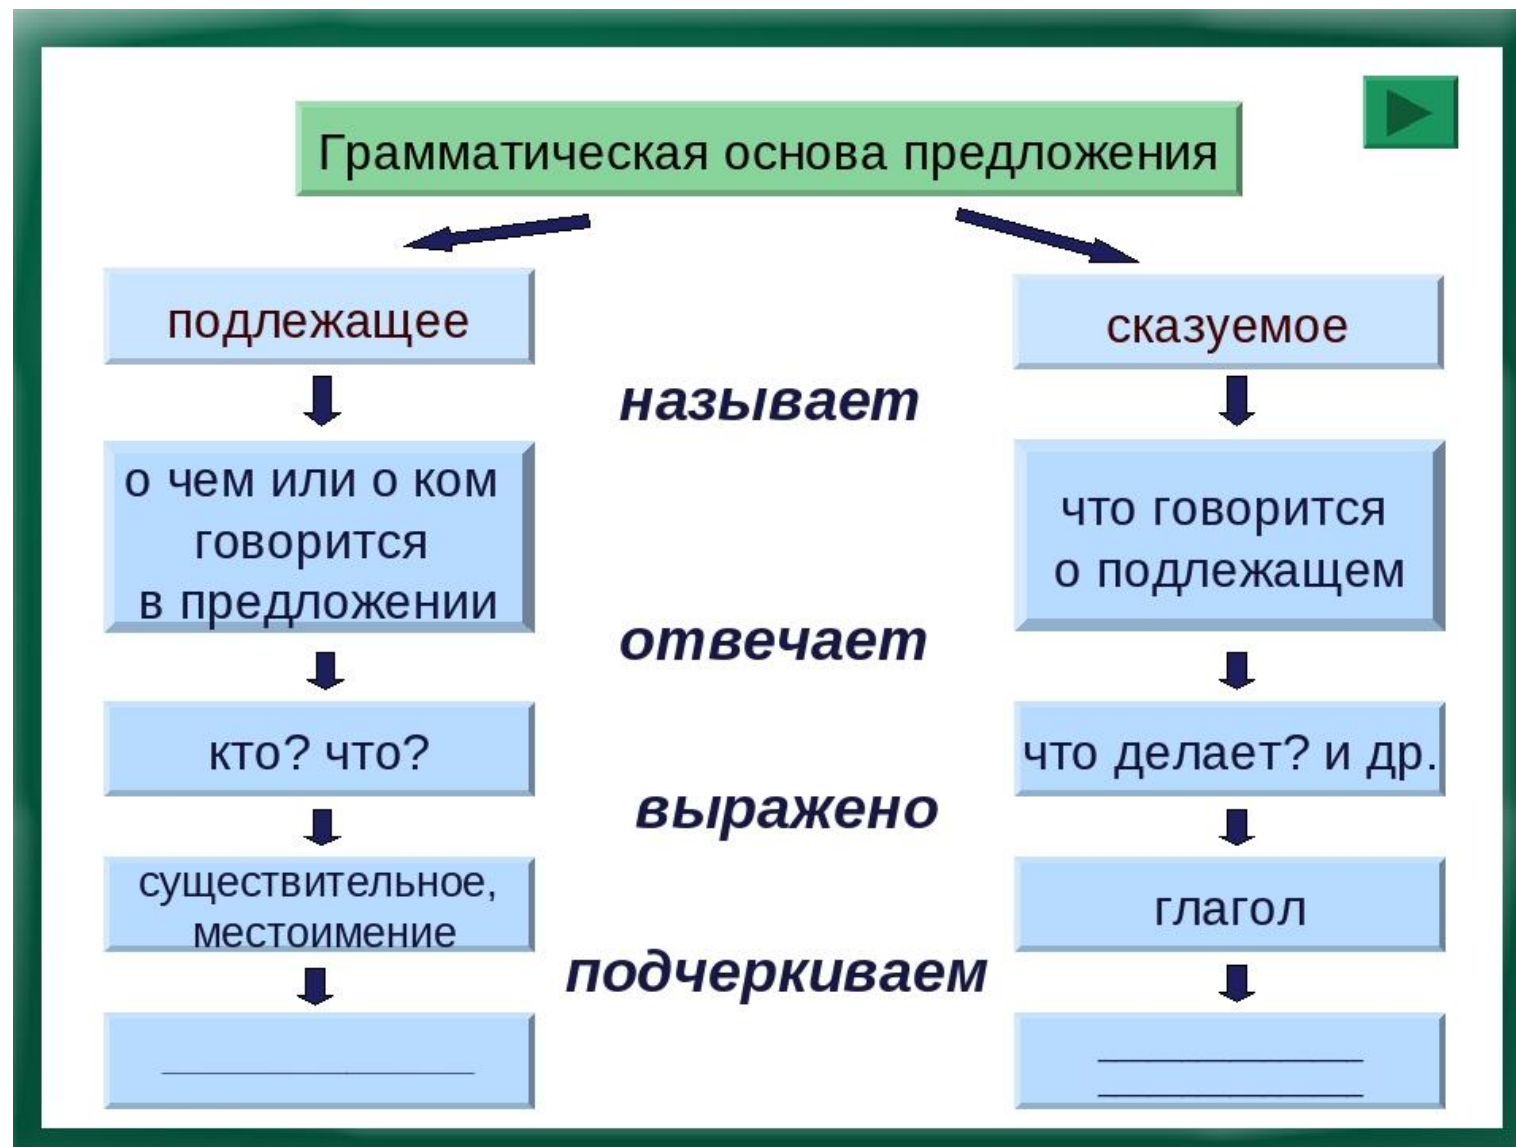 Грамматическая основа предложения
подлежащее
сказуемое
называет
о чем или о ком
говорится
в предложении
что говорится
о подлежащем
отвечает
кто? что?
что делает? и др.
выражено
существительное,
местоимение
глагол
подчеркиваем